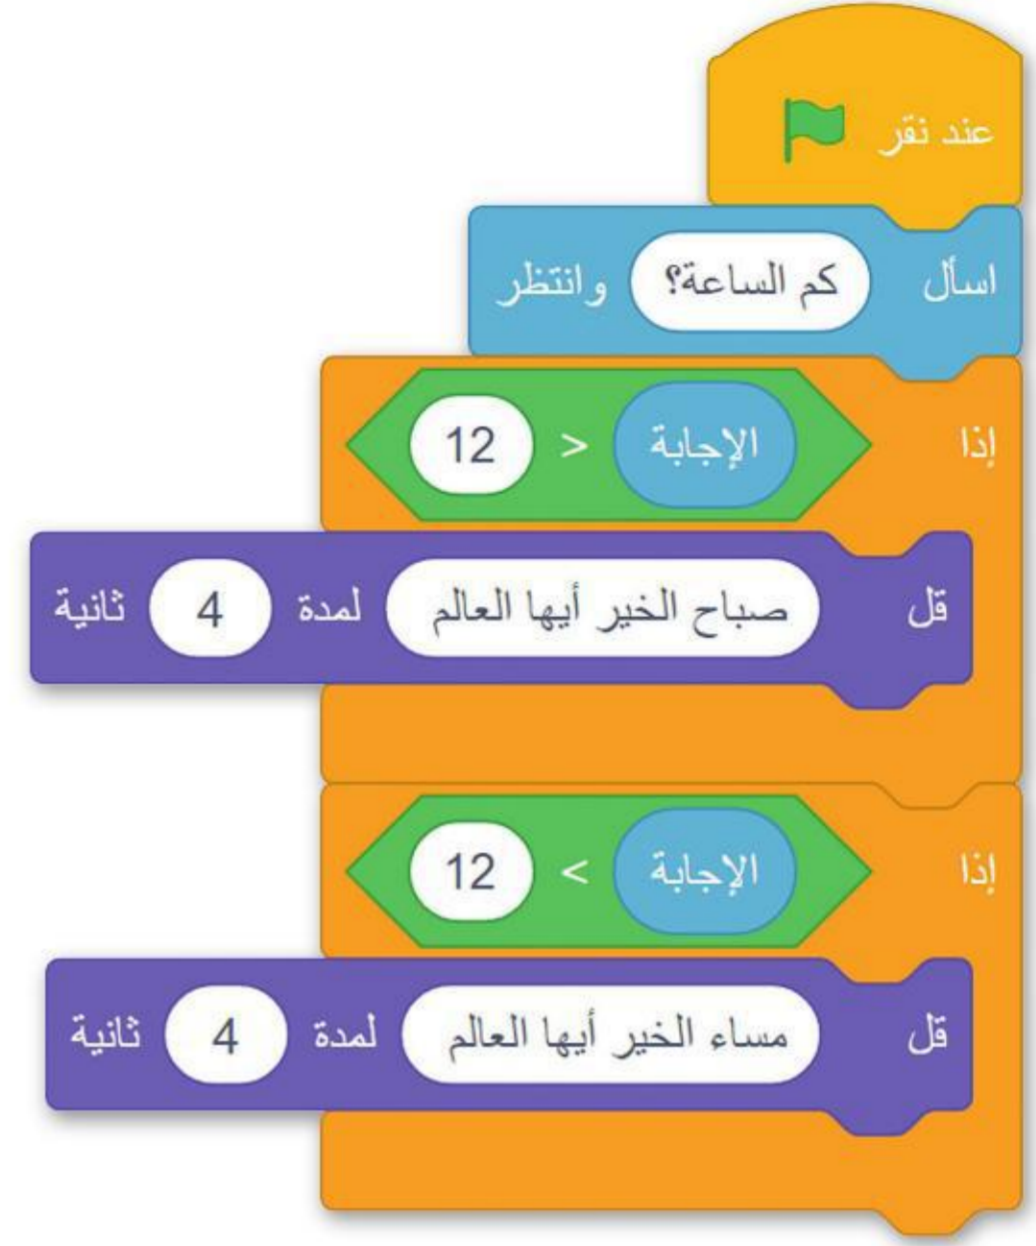 عند نقر
اسأل كم الساعة؟ وانتظر
إذا الإجابة < 12
قل صباح الخير أيها العالم لمدة 4 ثانية
إذا الإجابة > 12
قل مساء الخير أيها العالم لمدة 4 ثانية